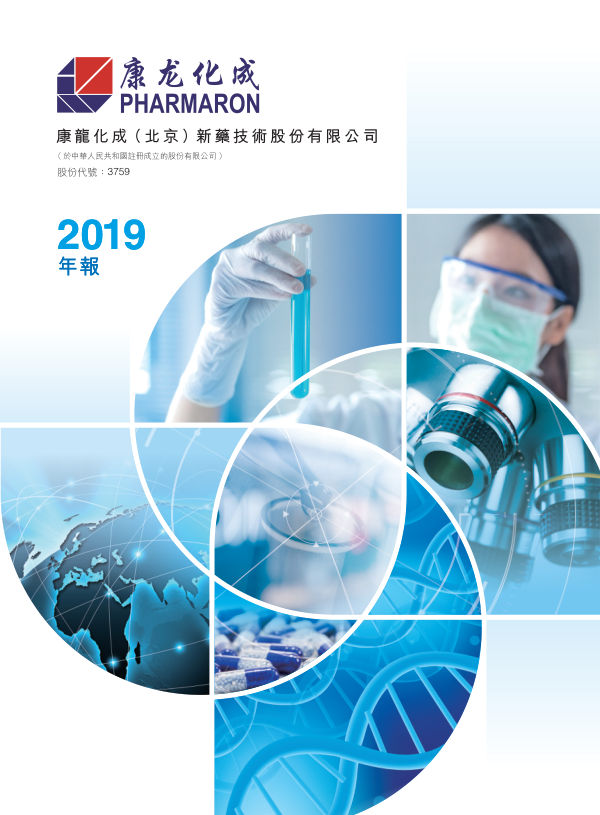 康龙化成
PHARMARON
康龍化成（北京）新藥技術股份有限公司
（於中華人民共和國註冊成立的股份有限公司）
股份代號：3759
2019
年報